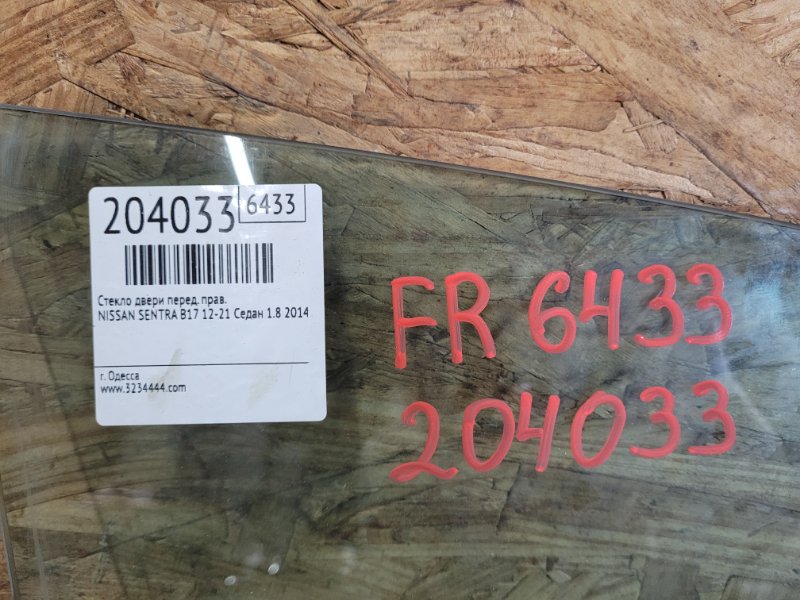 204033 6433
Стекло двери перед. прав.
NISSAN SENTRA B17 12-21 Седан 1.8 2014
г. Одесса
www.3234444.com
FR 6433
204033